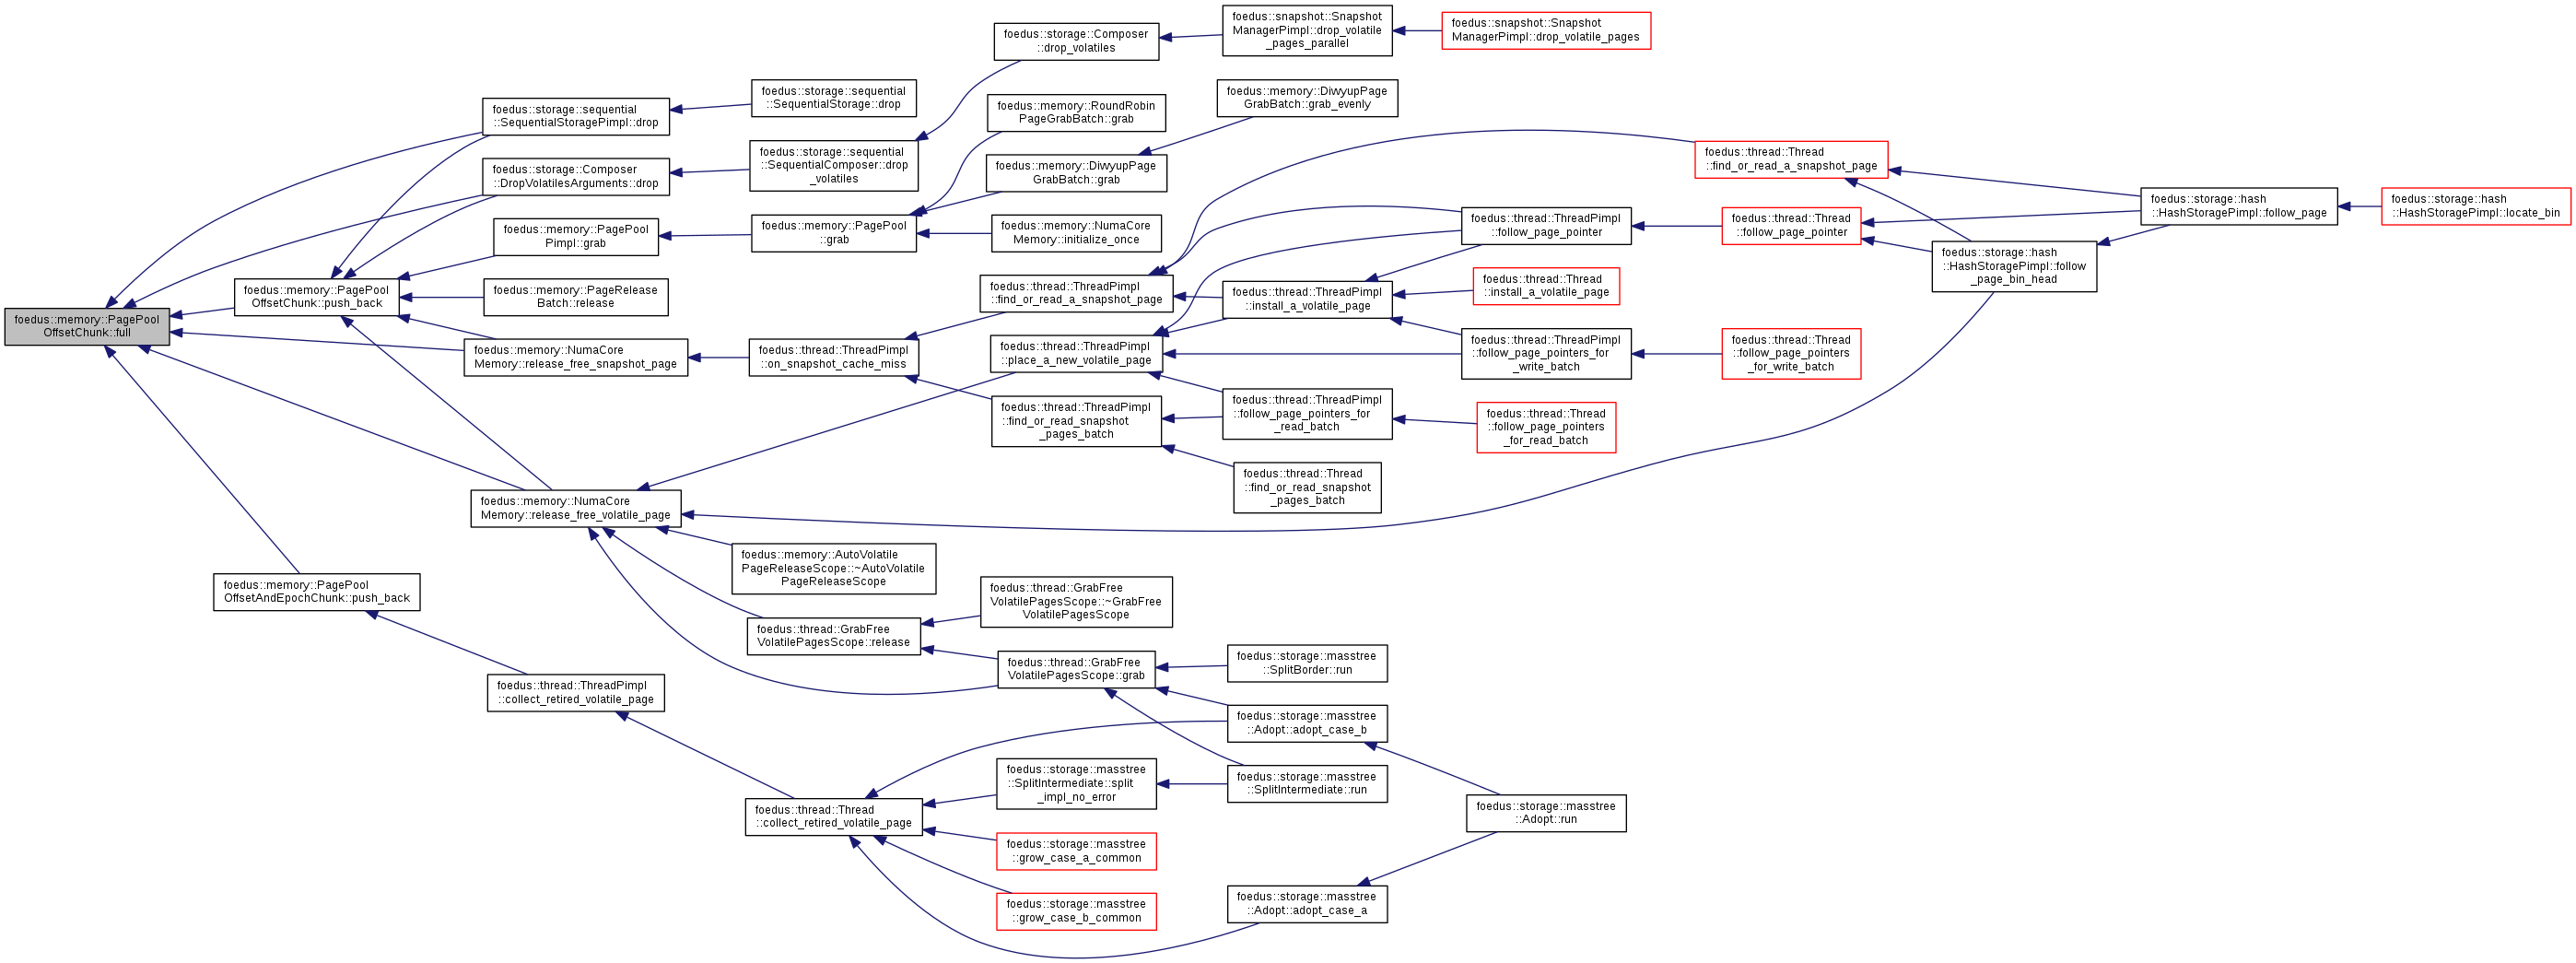 foedus::memory::PagePool
OffsetChunk::full
foedus::storage::sequential
::SequentialStoragePimpl::drop
foedus::storage::Composer
::DropVolatilesArguments::drop
foedus::memory::PagePool
Pimpl::grab
foedus::memory::PagePool
OffsetChunk::push_back
foedus::memory::PageRelease
Batch::release
foedus::memory::NumaCore
Memory::release_free_snapshot_page
foedus::memory::NumaCore
Memory::release_free_volatile_page
foedus::memory::PagePool
OffsetAndEpochChunk::push_back
foedus::thread::ThreadPimpl
::collect_retired_volatile_page
foedus::storage::sequential
::SequentialStorage::drop
foedus::storage::sequential
::SequentialComposer::drop
_volatiles
foedus::memory::PagePool
::grab
foedus::thread::ThreadPimpl
::on_snapshot_cache_miss
foedus::memory::AutoVolatile
PageReleaseScope::~AutoVolatile
PageReleaseScope
foedus::thread::GrabFree
VolatilePagesScope::release
foedus::thread::Thread
::collect_retired_volatile_page
foedus::storage::Composer
::drop_volatiles
foedus::memory::RoundRobin
PageGrabBatch::grab
foedus::memory::DivvyupPage
GrabBatch::grab
foedus::memory::NumaCore
Memory::initialize_once
foedus::thread::ThreadPimpl
::find_or_read_a_snapshot_page
foedus::thread::ThreadPimpl
::place_a_new_volatile_page
foedus::thread::ThreadPimpl
::find_or_read_snapshot
_pages_batch
foedus::thread::GrabFree
VolatilePagesScope::~GrabFree
VolatilePagesScope
foedus::thread::GrabFree
VolatilePagesScope::grab
foedus::storage::masstree
::SplitIntermediate::split
_impl_no_error
foedus::storage::masstree
::grow_case_a_common
foedus::storage::masstree
::grow_case_b_common
foedus::snapshot::Snapshot
ManagerPimpl::drop_volatile
_pages_parallel
foedus::memory::DivvyupPage
GrabBatch::grab_evenly
foedus::thread::ThreadPimpl
::install_a_volatile_page
foedus::thread::ThreadPimpl
::follow_page_pointers_for
_read_batch
foedus::thread::Thread
::find_or_read_snapshot
_pages_batch
foedus::storage::masstree
::SplitBorder::run
foedus::storage::masstree
::Adopt::adopt_case_b
foedus::storage::masstree
::SplitIntermediate::run
foedus::storage::masstree
::Adopt::adopt_case_a
foedus::snapshot::Snapshot
ManagerPimpl::drop_volatile_pages
foedus::thread::ThreadPimpl
::follow_page_pointer
foedus::thread::Thread
::install_a_volatile_page
foedus::thread::ThreadPimpl
::follow_page_pointers_for
_write_batch
foedus::thread::Thread
::follow_page_pointers
_for_read_batch
foedus::storage::masstree
::Adopt::run
foedus::thread::Thread
::find_or_read_a_snapshot_page
foedus::thread::Thread
::follow_page_pointer
foedus::thread::Thread
::follow_page_pointers
_for_write_batch
foedus::storage::hash
::HashStoragePimpl::follow
_page_bin_head
foedus::storage::hash
::HashStoragePimpl::follow_page
foedus::storage::hash
::HashStoragePimpl::locate_bin